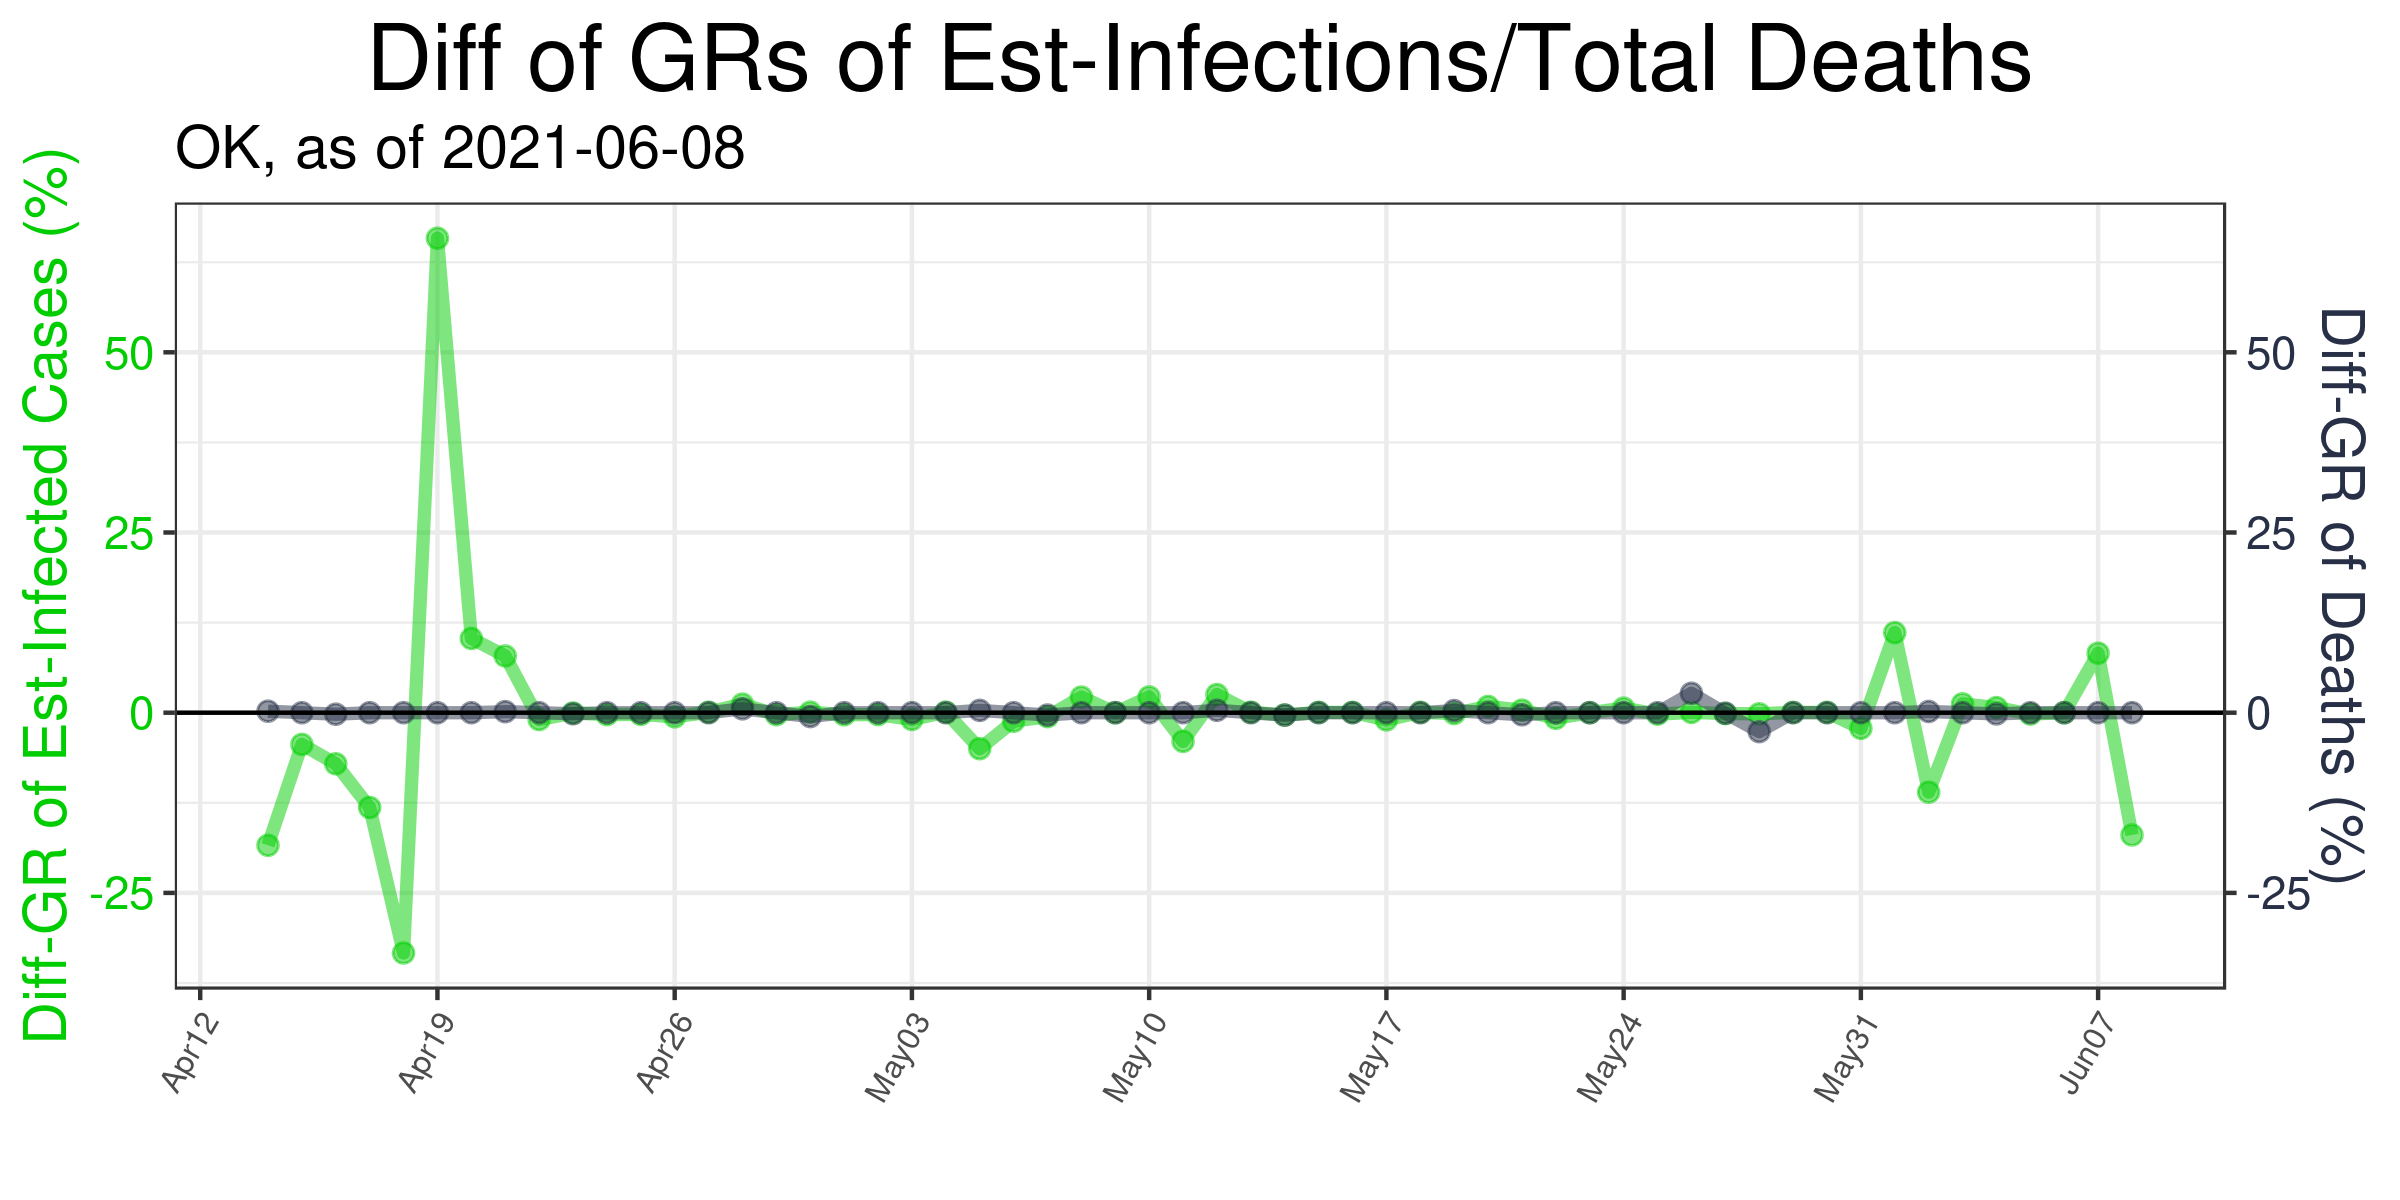 Diff of GRs of Est-Infections/Total Deaths
OK, as of 2021-06-08
Diff-GR of Est-Infected Cases (%)
50
25
0
-25
50
25
0
-25
Diff-GR of Deaths (%)
Apr12
Apr19
Apr26
May03
May10
May17
May24
May31
Jun07